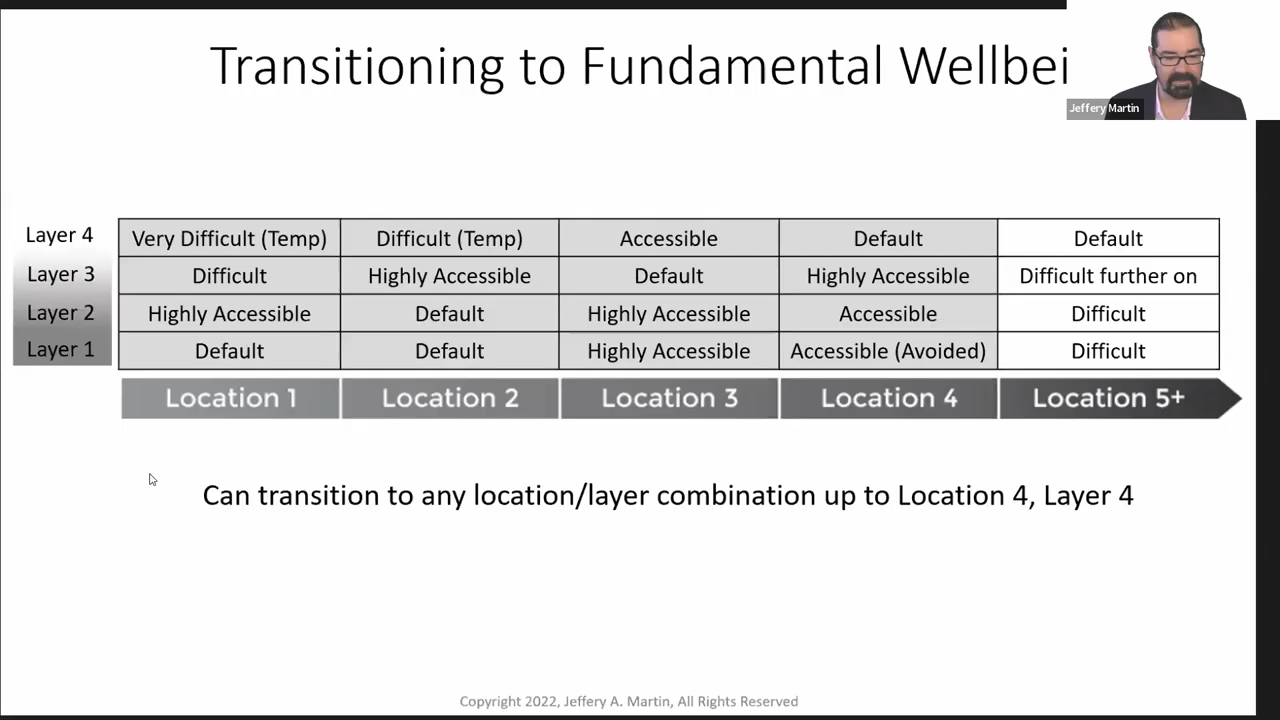 Transitioning to Fundamental Wellbei
Jeffery Martin
Layer 4 Very Difficult (Temp) Difficult (Temp) Accessible Default Default
Layer 3 Difficult Highly Accessible Default Highly Accessible Difficult further on
Layer 2 Highly Accessible Default Highly Accessible Accessible Difficult
Layer 1 Default Default Highly Accessible Accessible (Avoided) Difficult
Location 1 Location 2 Location 3 Location 4 Location 5+
Can transition to any location/layer combination up to Location 4, Layer 4
Copyright 2022, Jeffery A. Martin, All Rights Reserved